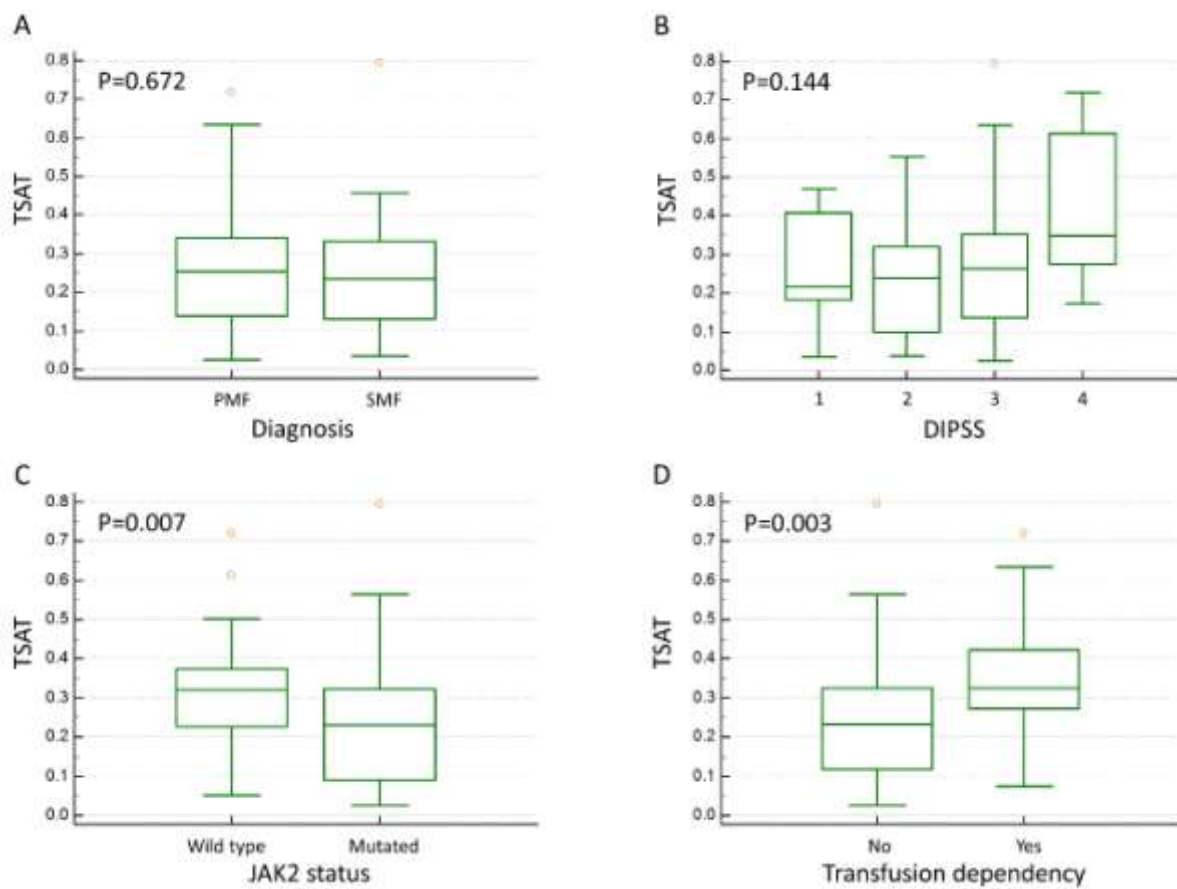 A
B
P=0.672
P=0.144
0.8
0.7
0.6
0.5
0.4
0.3
0.2
0.1
0.0
TSAT
PMF
SMF
Diagnosis
0.8
0.7
0.6
0.5
0.4
0.3
0.2
0.1
0.0
TSAT
1
2
3
4
DIPSS
C
D
P=0.007
P=0.003
0.8
0.7
0.6
0.5
0.4
0.3
0.2
0.1
0.0
TSAT
Wild type
Mutated
JAK2 status
0.8
0.7
0.6
0.5
0.4
0.3
0.2
0.1
0.0
TSAT
No
Yes
Transfusion dependency